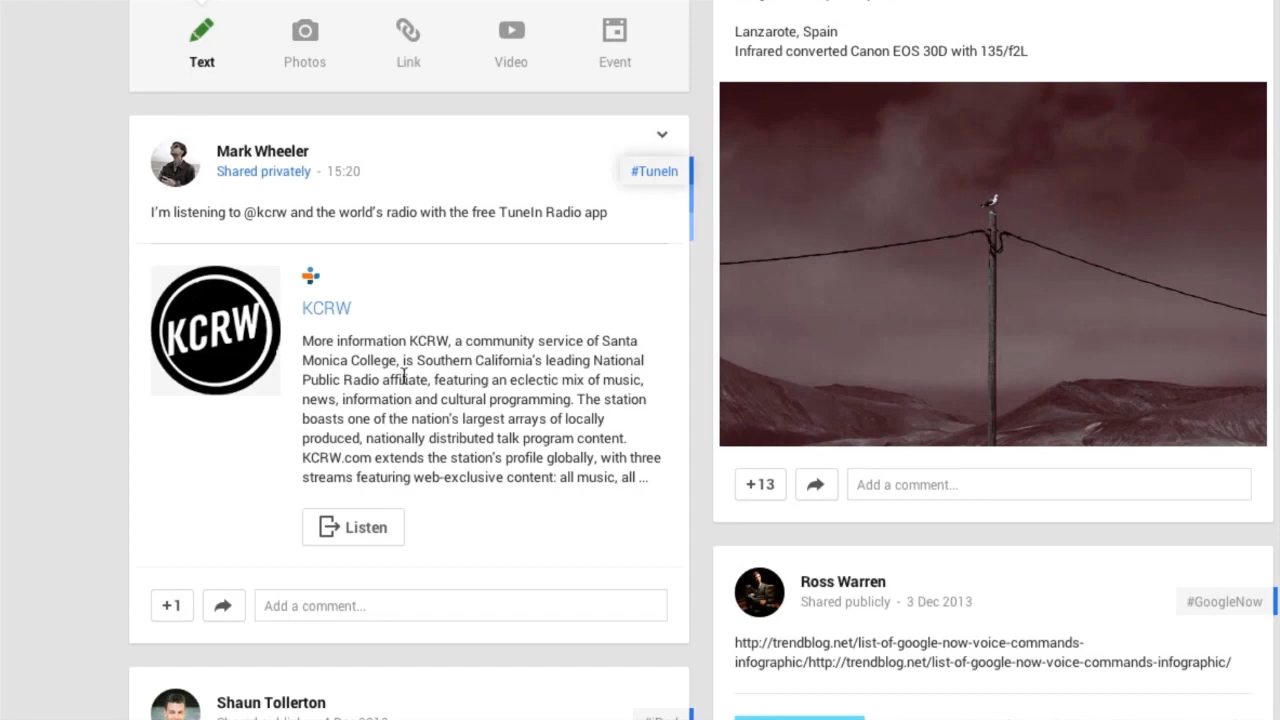 Text
Photos
Link
Video
Event
Mark Wheeler
Shared privately - 15:20
#TuneIn
I'm listening to @kcrw and the world's radio with the free TuneIn Radio app
KCRW
KCRW
More information KCRW, a community service of Santa
Monica College, is Southern California's leading National
Public Radio affiliate, featuring an eclectic mix of music,
news, information and cultural programming. The station
boasts one of the nation's largest arrays of locally
produced, nationally distributed talk program content.
KCRW.com extends the station's profile globally, with three
streams featuring web-exclusive content: all music, all ...
Listen
+1
Add a comment...
Shaun Tollerton
Lanzarote, Spain
Infrared converted Canon EOS 30D with 135/f2L
+13
Add a comment...
Ross Warren
Shared publicly - 3 Dec 2013
#GoogleNow
http://trendblog.net/list-of-google-now-voice-commands-
infographic/http://trendblog.net/list-of-google-now-voice-commands-infographic/